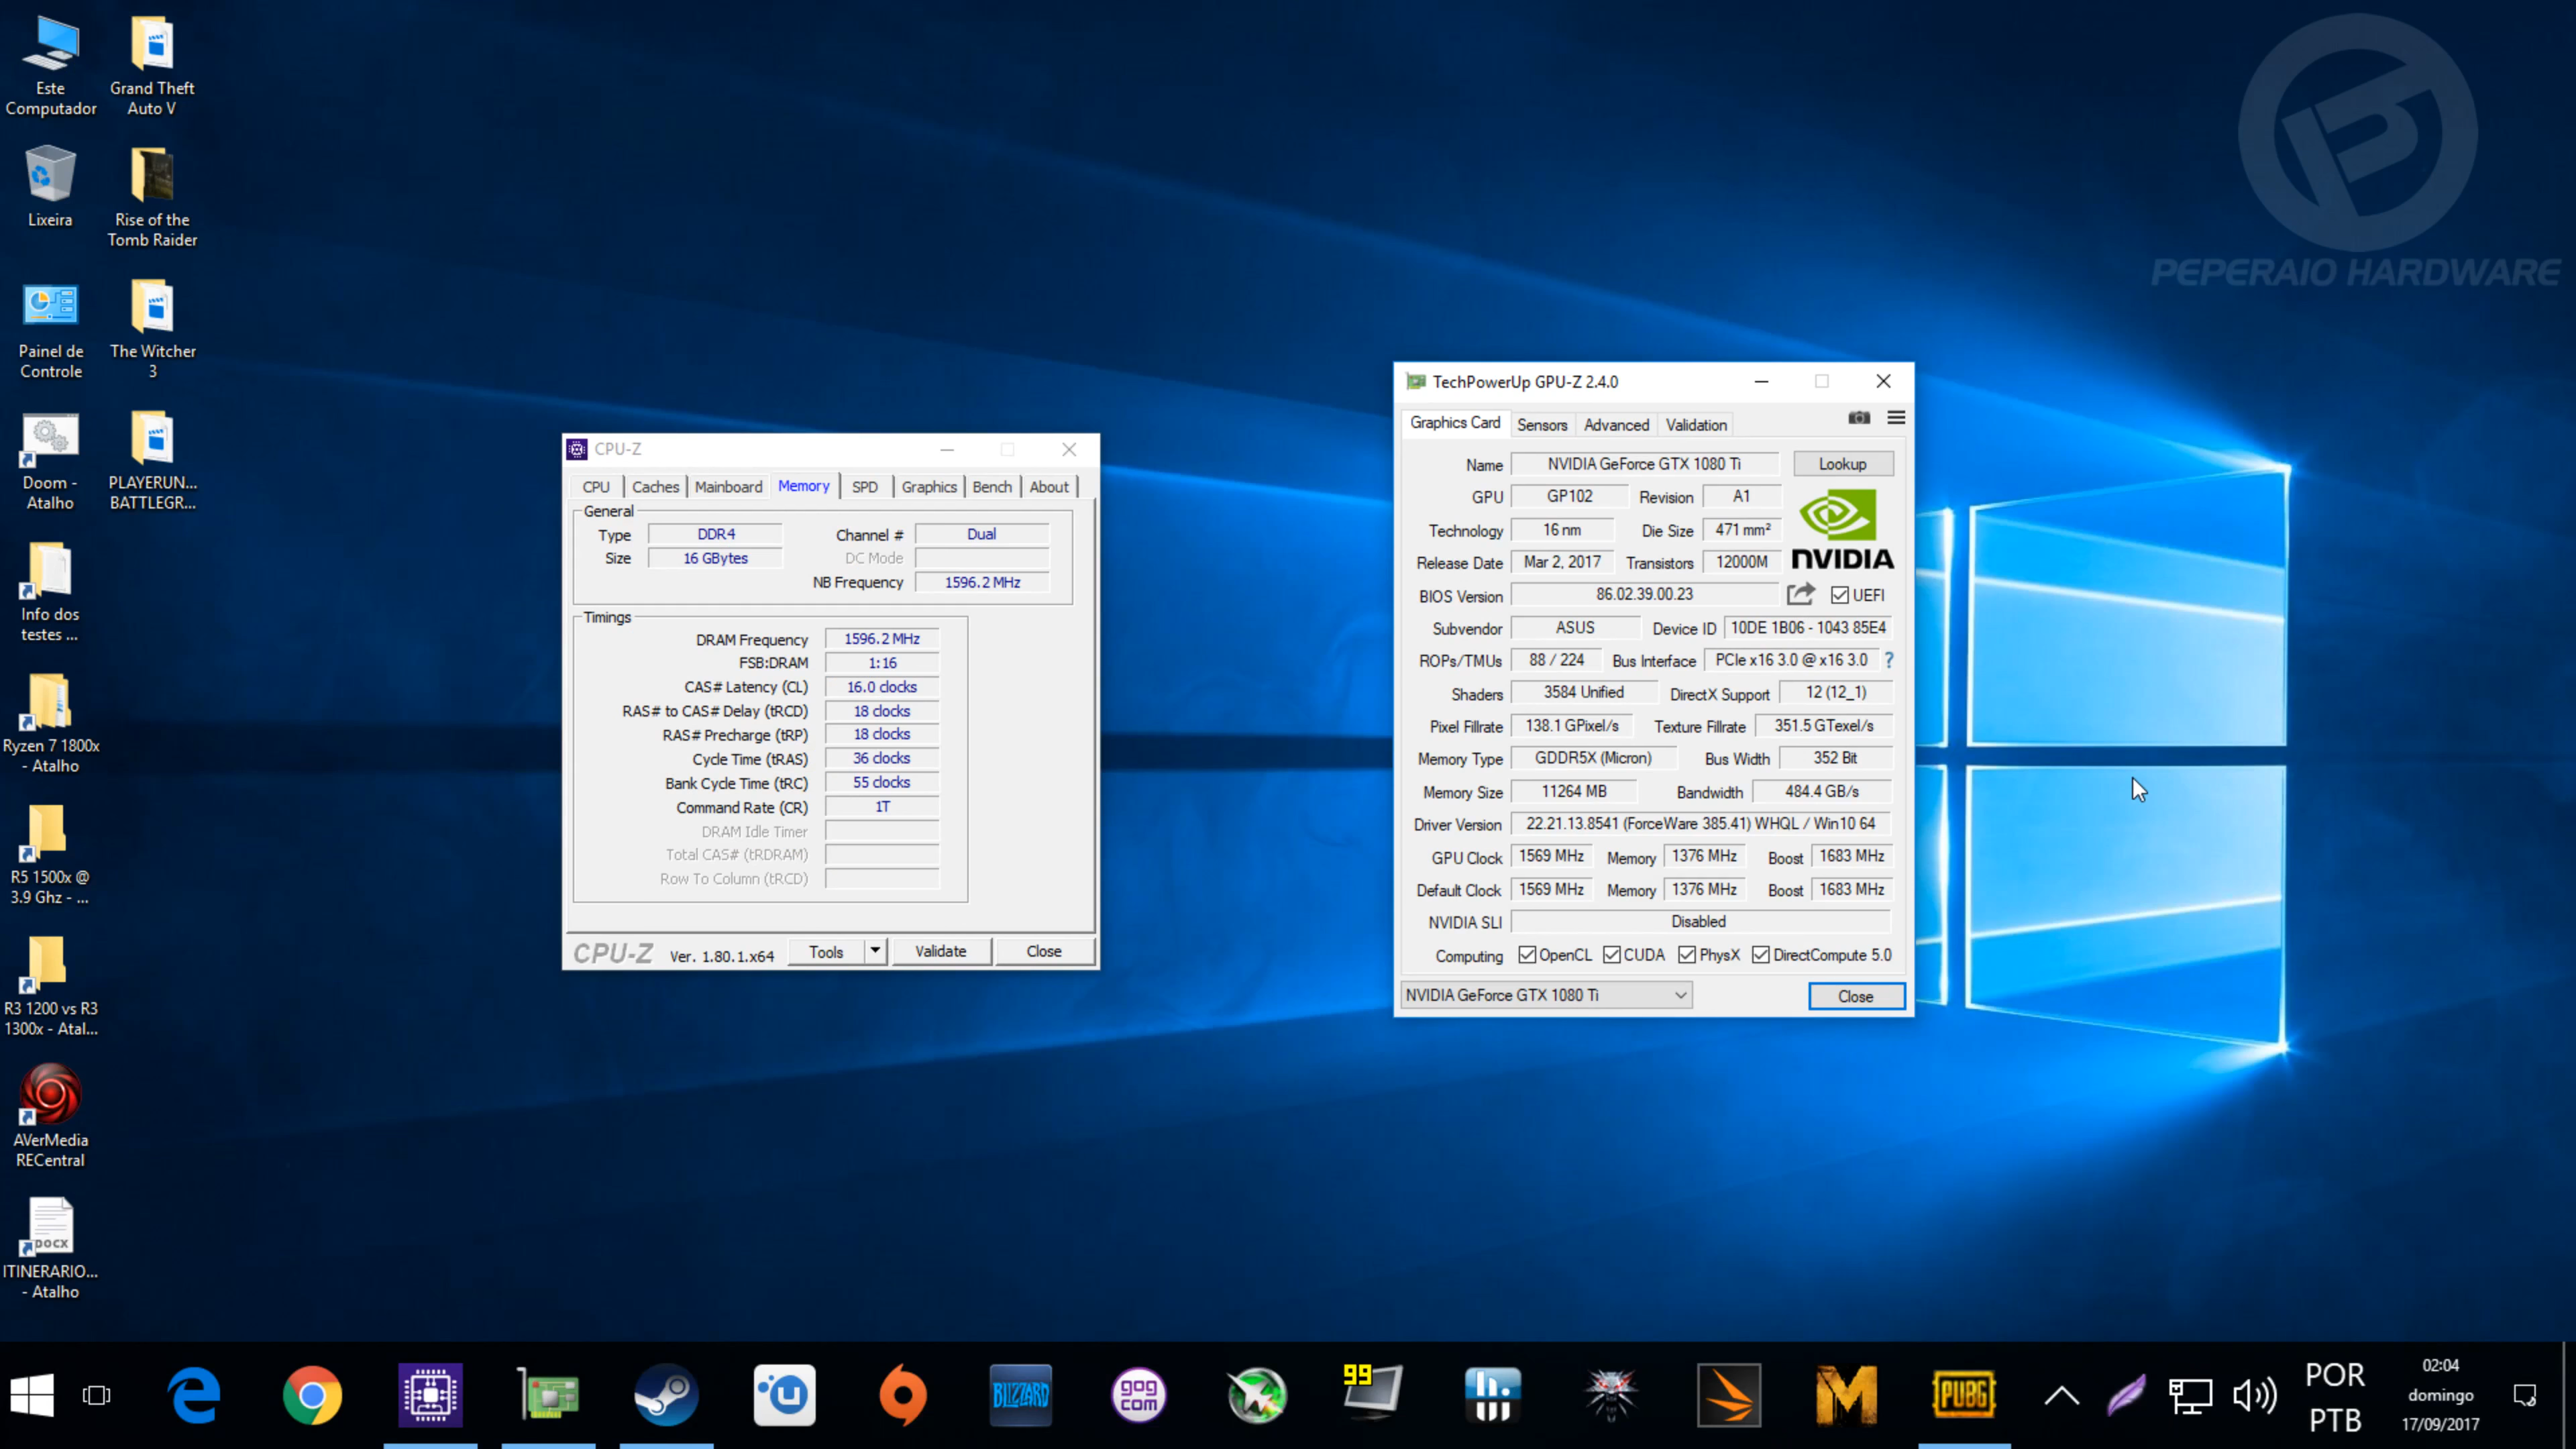 Este
Computador
Grand Theft
Auto V
Lixeira
Rise of the
Tomb Raider
Painel de
Controle
The Witcher
3
Doom -
Atalho
PLAYERUN...
BATTLEGR...
Info dos
testes ...
Ryzen 7 1800x
- Atalho
R5 1500x @
3.9 Ghz - ...
R3 1200 vs R3
1300x - Atal...
AVerMedia
RECentral
DOCX
ITINERARIO...
- Atalho
PEPERAIO HARDWARE
CPU-Z
CPU Caches Mainboard Memory SPD Graphics Bench About
General
Type DDR4 Channel # Dual
Size 16 GBytes DC Mode
NB Frequency 1596.2 MHz
Timings
DRAM Frequency 1596.2 MHz
FSB:DRAM 1:16
CAS# Latency (CL) 16.0 clocks
RAS# to CAS# Delay (tRCD) 18 clocks
RAS# Precharge (tRP) 18 clocks
Cycle Time (tRAS) 36 clocks
Bank Cycle Time (tRC) 55 clocks
Command Rate (CR) 1T
DRAM Idle Timer
Total CAS# (tRDRAM)
Row To Column (tRCD)
CPU-Z Ver. 1.80.1.x64 Tools Validate Close
TechPowerUp GPU-Z 2.4.0
Graphics Card Sensors Advanced Validation
Name NVIDIA GeForce GTX 1080 Ti Lookup
GPU GP102 Revision A1
Technology 16 nm Die Size 471 mm²
NVIDIA
Release Date Mar 2, 2017 Transistors 12000M
BIOS Version 86.02.39.00.23 UEFI
Subvendor ASUS Device ID 10DE 1B06 - 1043 85E4
ROPs/TMUs 88 / 224 Bus Interface PCIe x16 3.0 @ x16 3.0 ?
Shaders 3584 Unified DirectX Support 12 (12_1)
Pixel Fillrate 138.1 GPixel/s Texture Fillrate 351.5 GTexel/s
Memory Type GDDR5X (Micron) Bus Width 352 Bit
Memory Size 11264 MB Bandwidth 484.4 GB/s
Driver Version 22.21.13.8541 (ForceWare 385.41) WHQL / Win10 64
GPU Clock 1569 MHz Memory 1376 MHz Boost 1683 MHz
Default Clock 1569 MHz Memory 1376 MHz Boost 1683 MHz
NVIDIA SLI Disabled
Computing OpenCL CUDA PhysX DirectCompute 5.0
NVIDIA GeForce GTX 1080 Ti Close
BLIZZARD
gog
com
99
PUBG
POR
PTB
02:04
domingo
17/09/2017